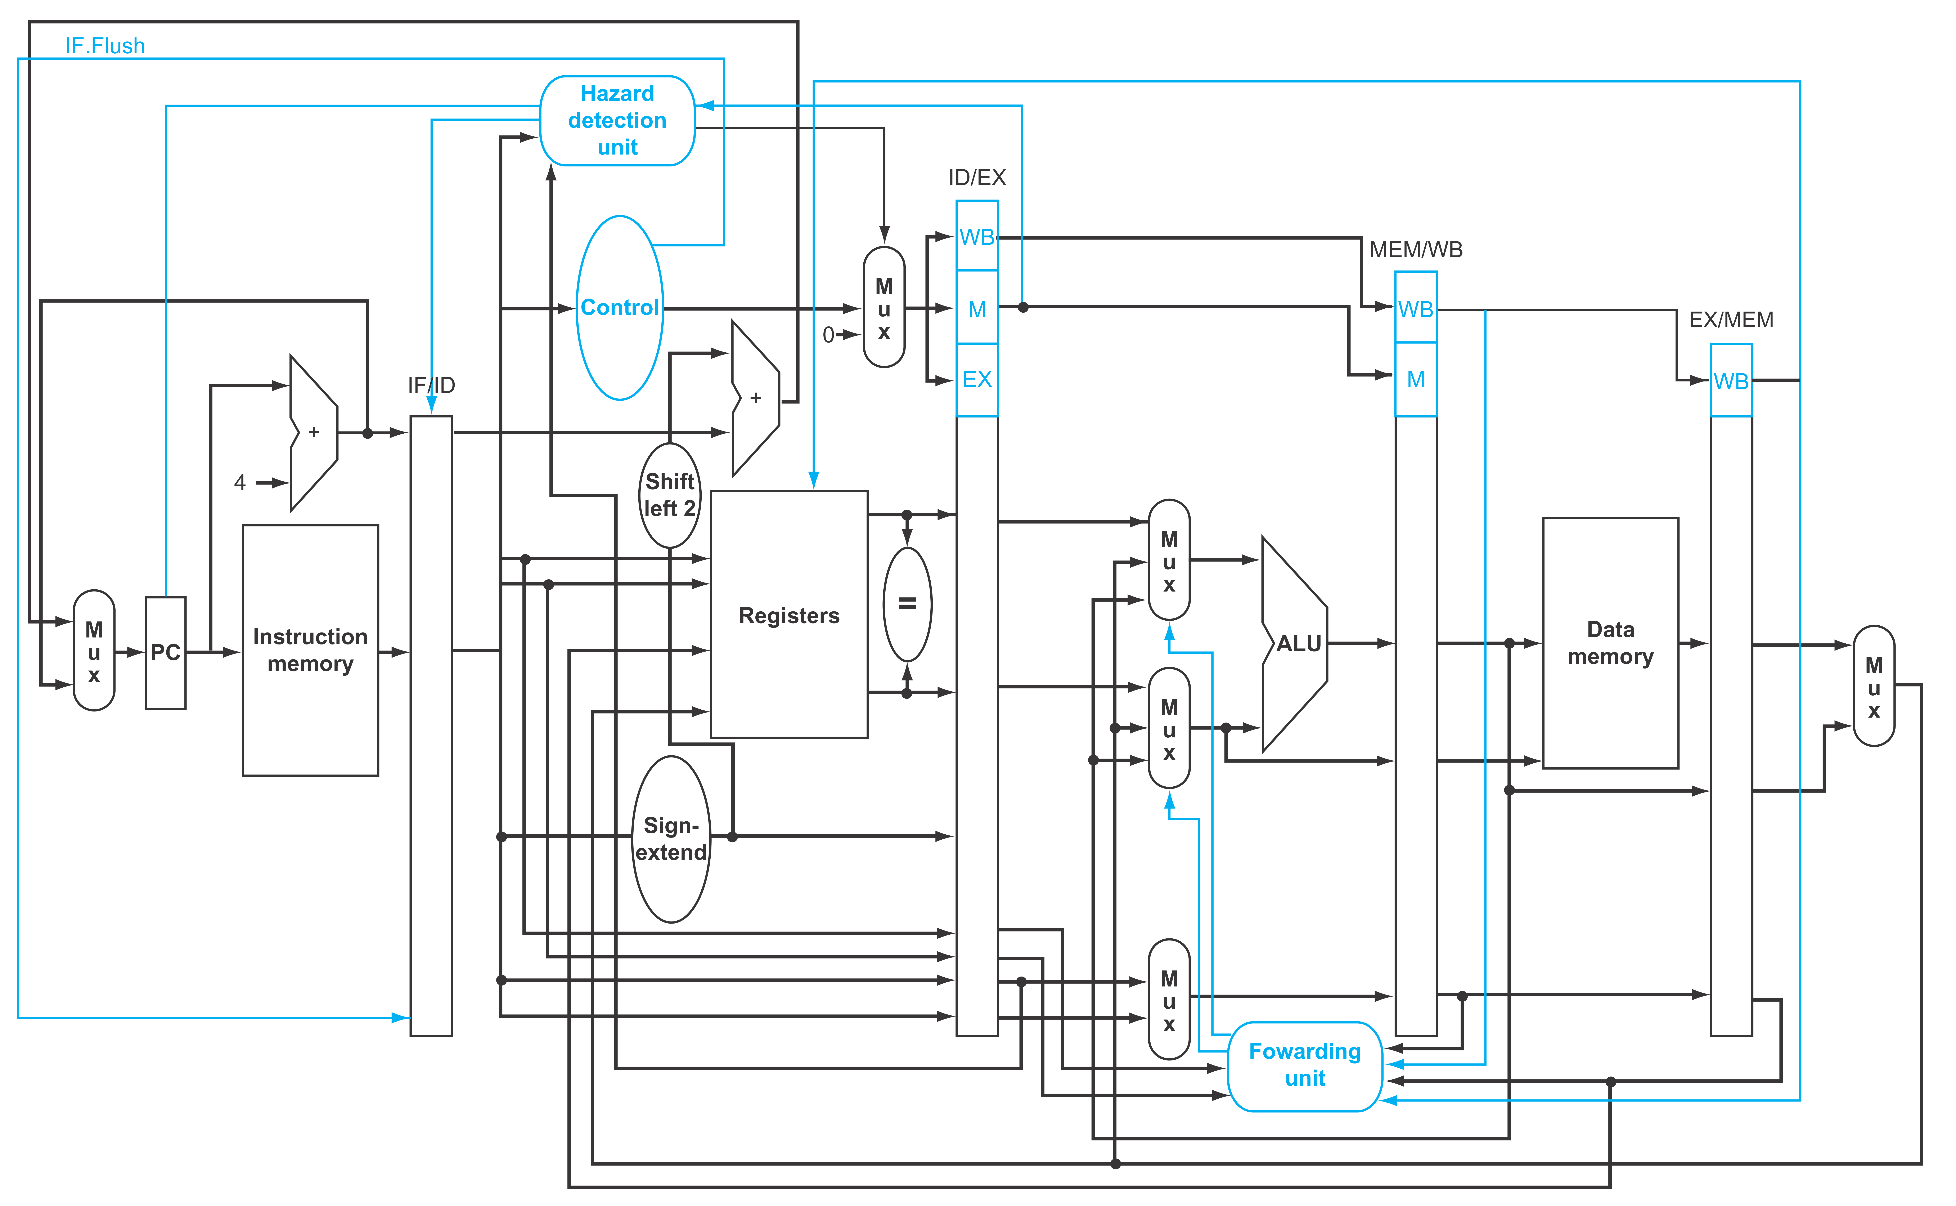 IF.Flush
Hazard
detection
unit
ID/EX
WB
MEM/WB
M
u
x
Control
M
WB
EX/MEM
0
IF/ID
EX
M
WB
+
+
4
Shift
left 2
M
u
x
PC
Instruction
memory
Registers
=
M
u
x
M
u
x
ALU
Data
memory
M
u
x
Sign-
extend
M
u
x
Fowarding
unit